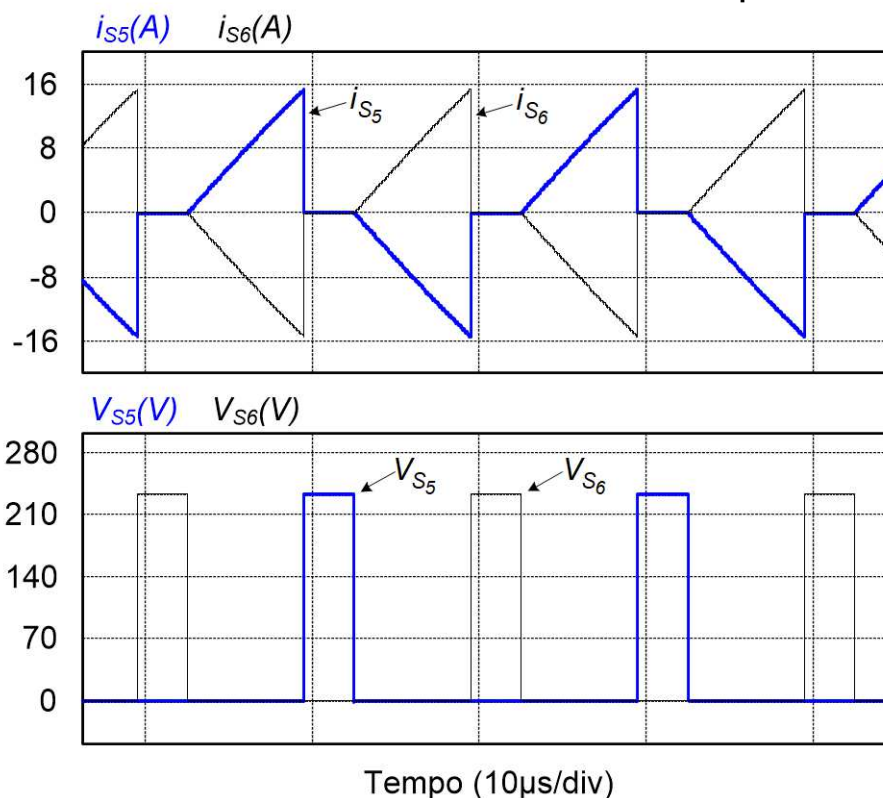 iS5(A) iS6(A)
16
8
0
-8
-16
iS5
iS6
VS5(V) VS6(V)
280
210
140
70
0
VS5
VS6
Tempo (10µs/div)